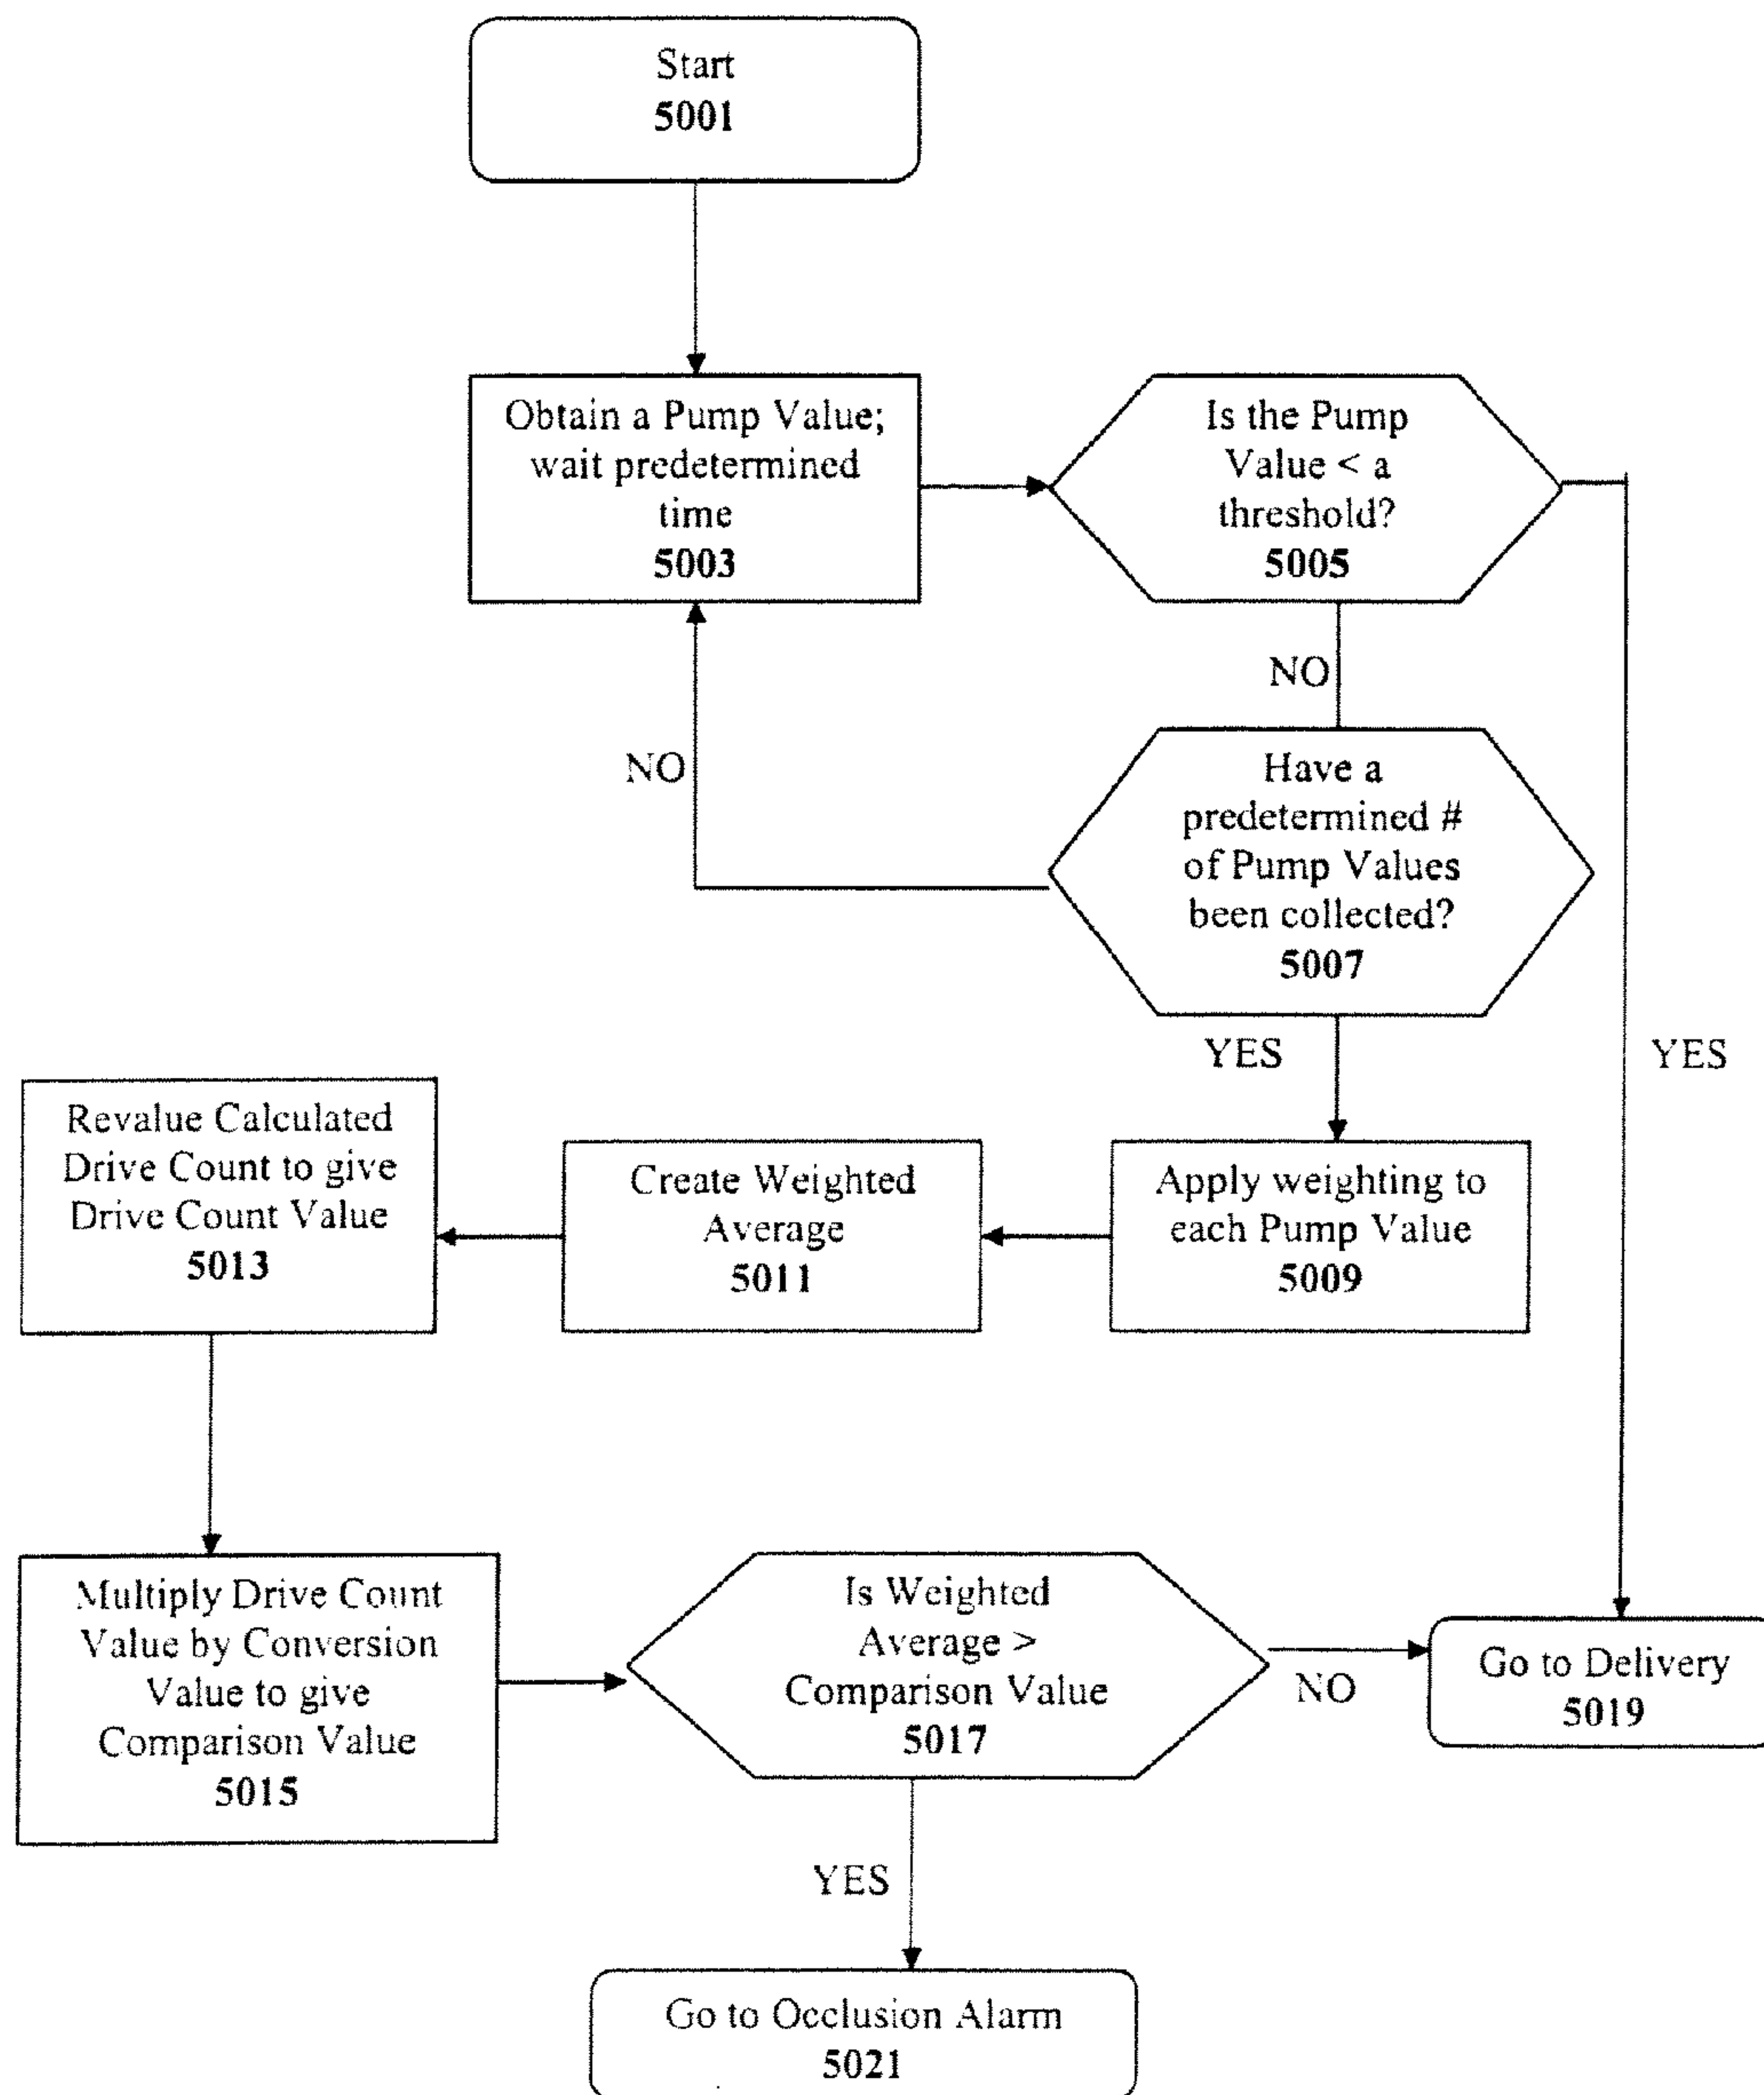 Start
5001
Obtain a Pump Value;
wait predetermined
time
5003
Is the Pump
Value < a
threshold?
5005
NO
NO
Have a
predetermined #
of Pump Values
been collected?
5007
YES
YES
Revalue Calculated
Drive Count to give
Drive Count Value
5013
Create Weighted
Average
5011
Apply weighting to
each Pump Value
5009
Multiply Drive Count
Value by Conversion
Value to give
Comparison Value
5015
Is Weighted
Average >
Comparison Value
5017
NO
Go to Delivery
5019
YES
Go to Occlusion Alarm
5021